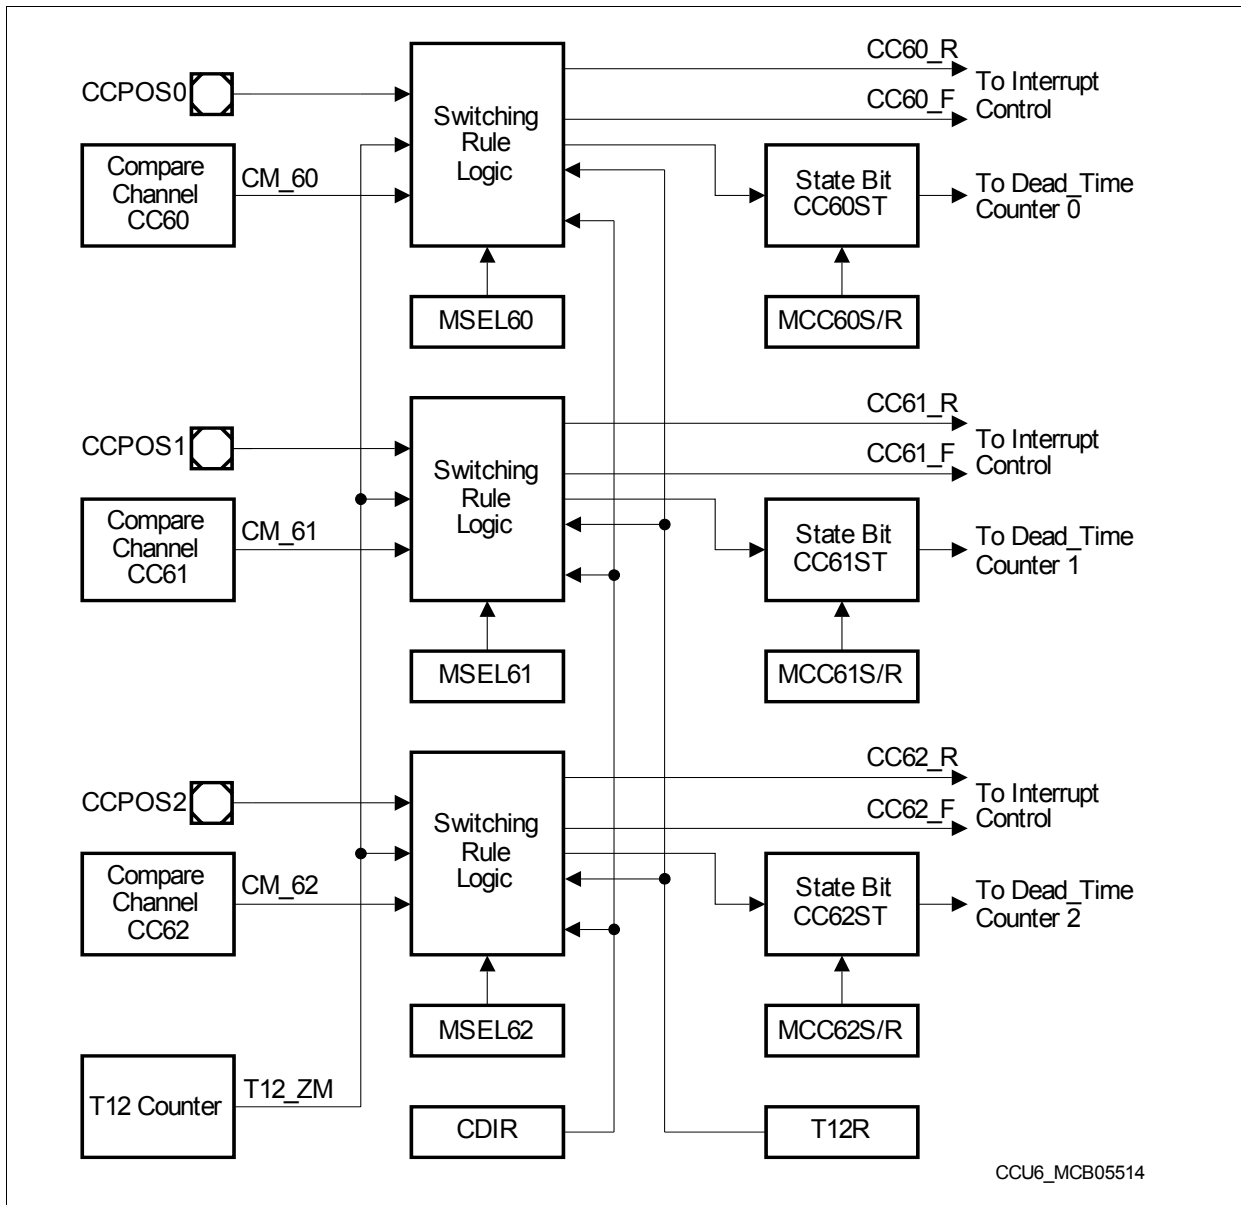 CC60_R
CCPOS0
To Interrupt
Control
CC60_F
Switching
Rule
Logic
Compare
Channel
CC60
CM_60
State Bit
CC60ST
To Dead_Time
Counter 0
MSEL60
MCC60S/R
CC61_R
CCPOS1
To Interrupt
Control
CC61_F
Switching
Rule
Logic
Compare
Channel
CC61
CM_61
State Bit
CC61ST
To Dead_Time
Counter 1
MSEL61
MCC61S/R
CC62_R
CCPOS2
To Interrupt
Control
CC62_F
Switching
Rule
Logic
Compare
Channel
CC62
CM_62
State Bit
CC62ST
To Dead_Time
Counter 2
MSEL62
MCC62S/R
T12 Counter
T12_ZM
CDIR
T12R
CCU6_MCB05514